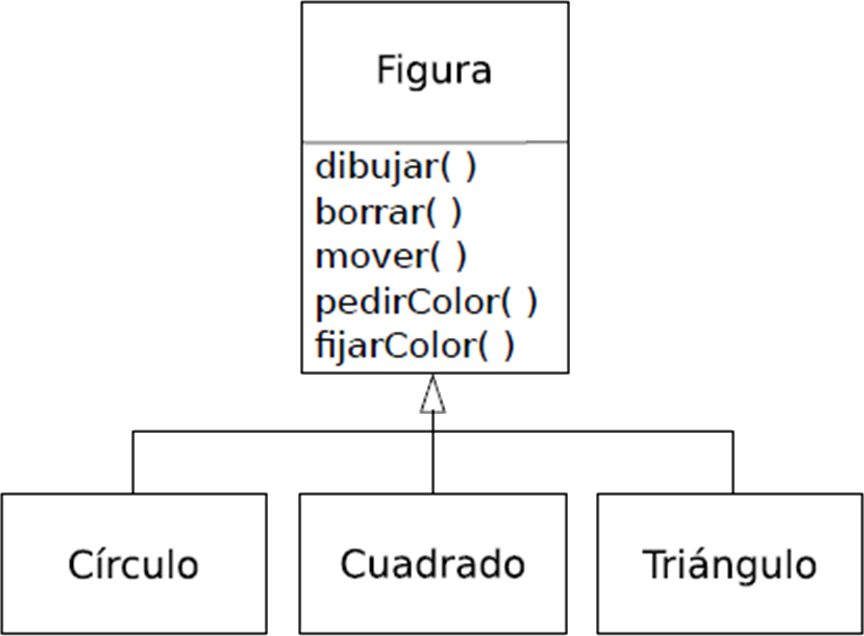 Figura
dibujar( )
borrar( )
mover( )
pedirColor( )
fijarColor( )
Círculo
Cuadrado
Triángulo